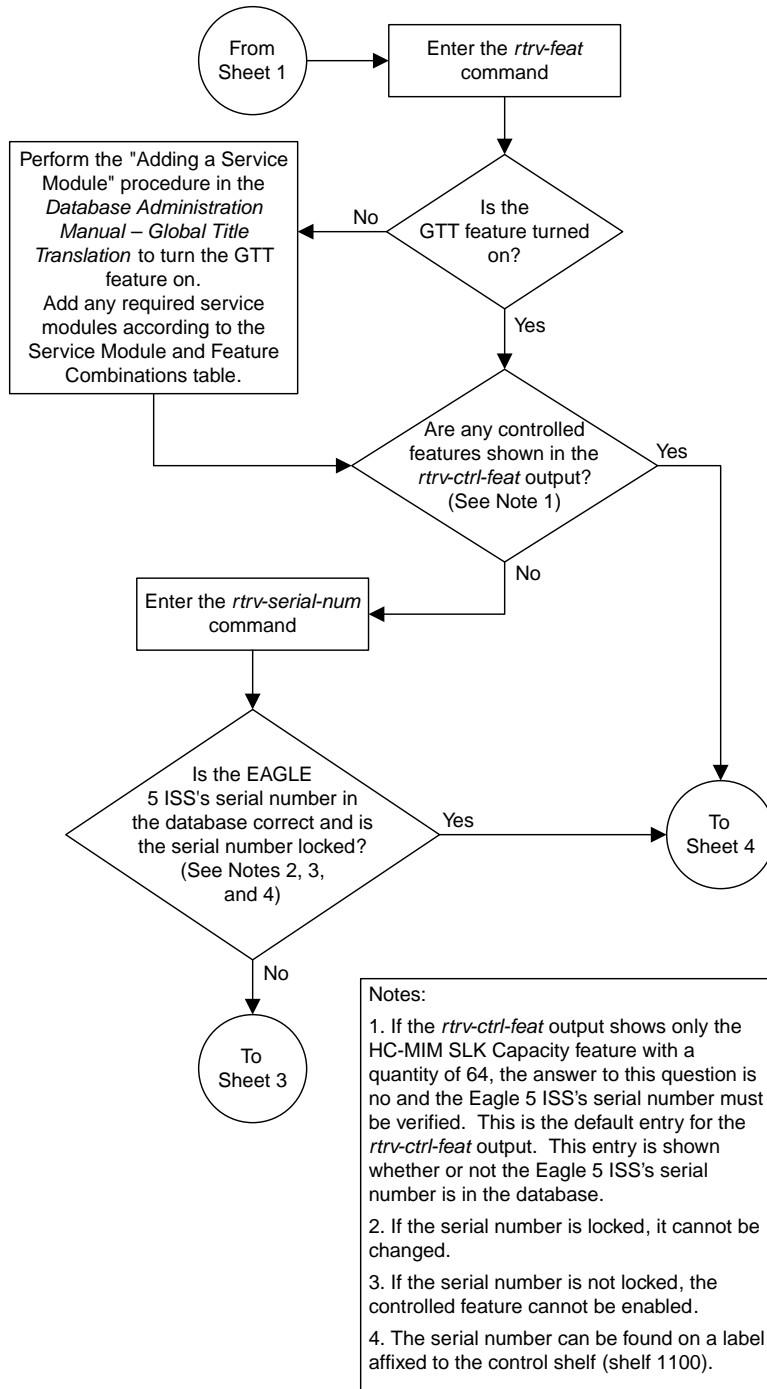 From
Sheet 1
Enter the rtrv-feat
command
Perform the "Adding a Service
Module" procedure in the
Database Administration
Manual – Global Title
Translation to turn the GTT
feature on.
Add any required service
modules according to the
Service Module and Feature
Combinations table.
No
Is the
GTT feature turned
on?
Yes
Are any controlled
features shown in the
rtrv-ctrl-feat output?
(See Note 1)
Yes
No
Enter the rtrv-serial-num
command
Is the EAGLE
5 ISS's serial number in
the database correct and is
the serial number locked?
(See Notes 2, 3,
and 4)
Yes
To
Sheet 4
No
To
Sheet 3
Notes:
1. If the rtrv-ctrl-feat output shows only the
HC-MIM SLK Capacity feature with a
quantity of 64, the answer to this question is
no and the Eagle 5 ISS's serial number must
be verified.  This is the default entry for the
rtrv-ctrl-feat output.  This entry is shown
whether or not the Eagle 5 ISS's serial
number is in the database.
2. If the serial number is locked, it cannot be
changed.
3. If the serial number is not locked, the
controlled feature cannot be enabled.
4. The serial number can be found on a label
affixed to the control shelf (shelf 1100).